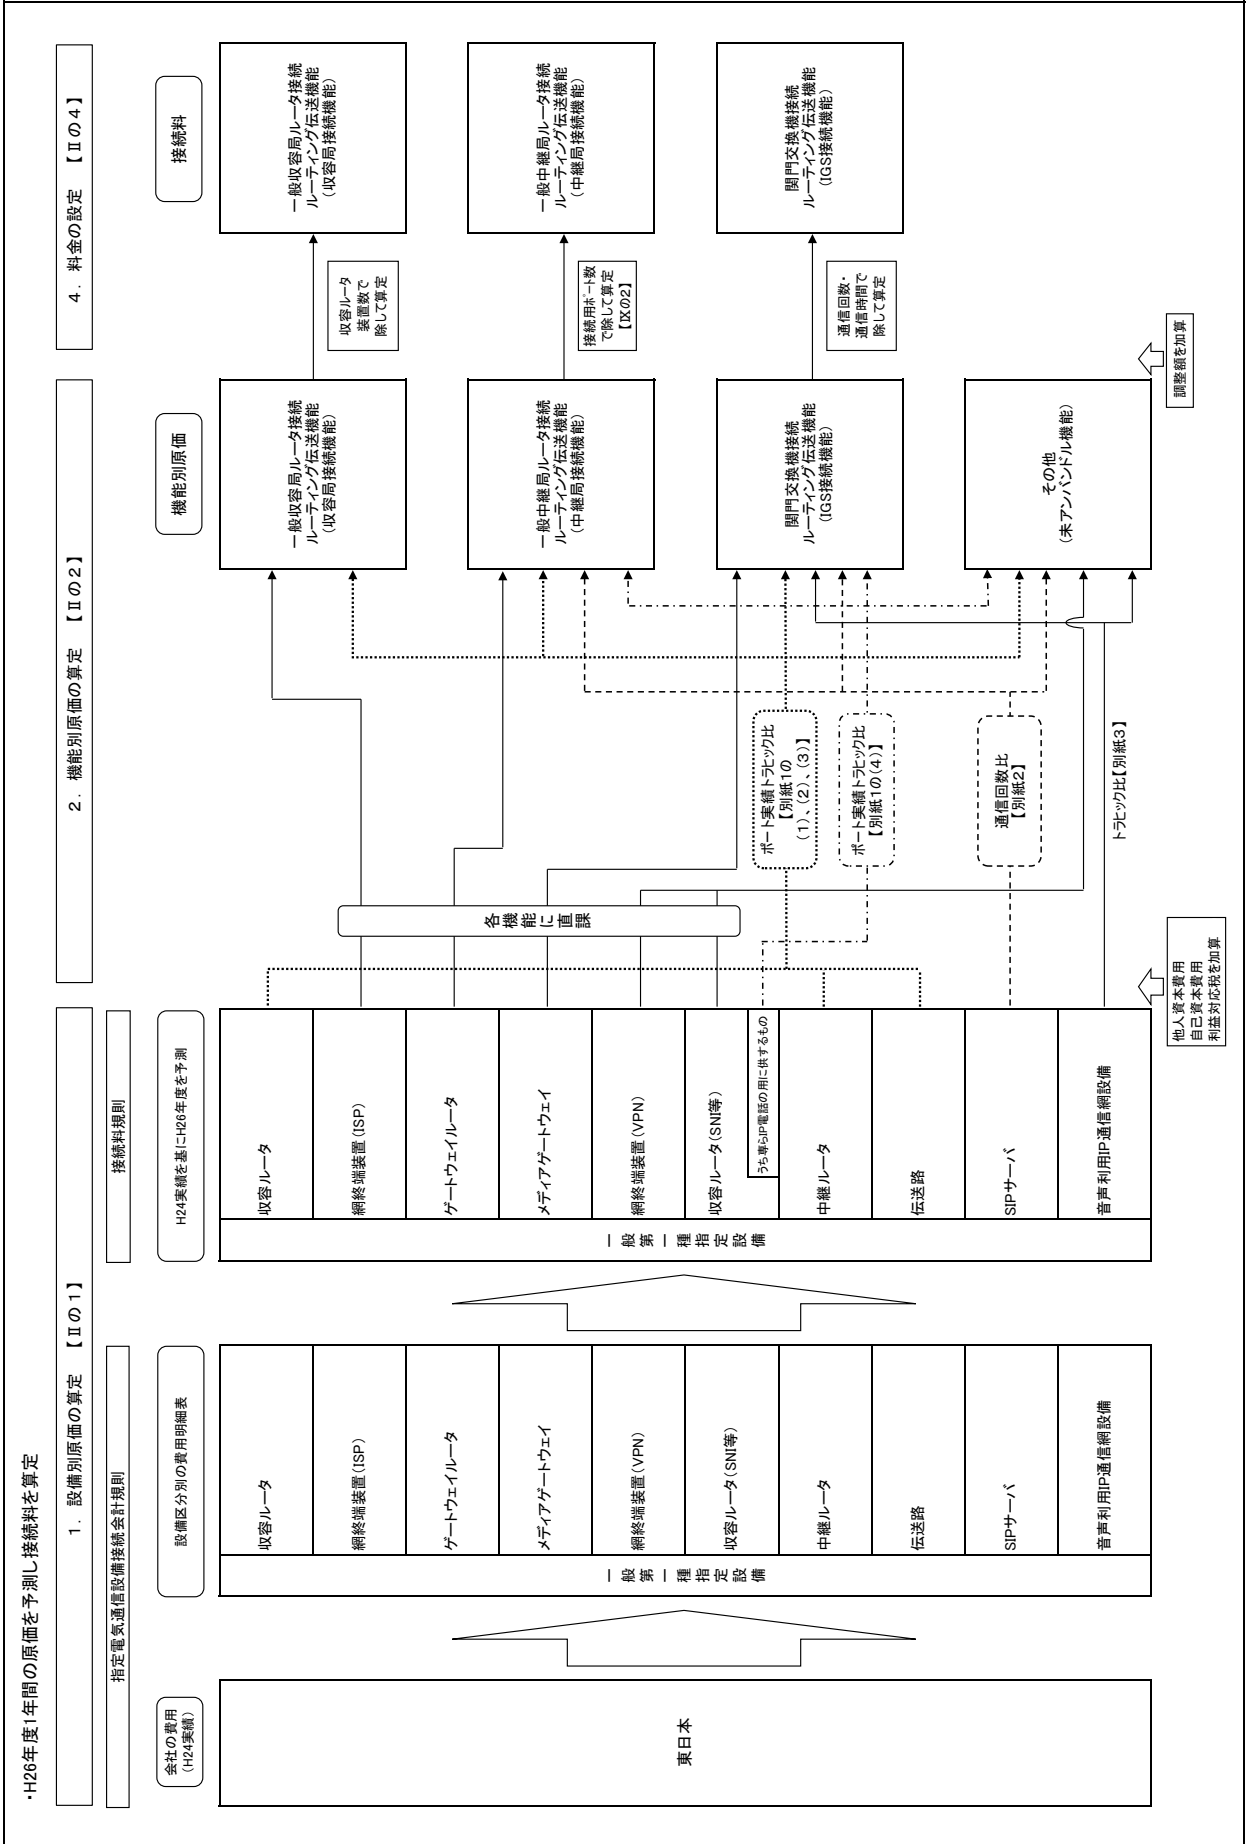 ・H26年度1年間の原価を予測し接続料を算定
1．設備別原価の算定　【Ⅱの1】
2．機能別原価の算定　【Ⅱの2】
4．料金の設定　【Ⅱの4】
指定電気通信設備接続会計規則
接続料規則
会社の費用
(H24実績)
設備区分別の費用明細表
H24実績を基にH26年度を予測
機能別原価
接続料
東日本
一般第一種指定設備
収容ルータ
網終端装置(ISP)
ゲートウェイルータ
メディアゲートウェイ
網終端装置(VPN)
収容ルータ(SNI等)
中継ルータ
伝送路
SIPサーバ
音声利用IP通信網設備
一般第一種指定設備
収容ルータ
網終端装置(ISP)
ゲートウェイルータ
メディアゲートウェイ
網終端装置(VPN)
収容ルータ(SNI等)
うち専らIP電話の用に供するもの
中継ルータ
伝送路
SIPサーバ
音声利用IP通信網設備
他人資本費用
自己資本費用
利益対応税を加算
各機能に直課
ポート実績トラヒック比
【別紙1の
(1)、(2)、(3)】
ポート実績トラヒック比
【別紙1の(4)】
通信回数比
【別紙2】
トラヒック比【別紙3】
一般収容局ルータ接続
ルーティング伝送機能
(収容局接続機能)
一般中継局ルータ接続
ルーティング伝送機能
(中継局接続機能)
関門交換機接続
ルーティング伝送機能
(IGS接続機能)
その他
(未アンバンドル機能)
調整額を加算
収容ルータ
装置数で
除して算定
接続用ポート数
で除して算定
【Ⅸの2】
通信回数・
通信時間で
除して算定
一般収容局ルータ接続
ルーティング伝送機能
(収容局接続機能)
一般中継局ルータ接続
ルーティング伝送機能
(中継局接続機能)
関門交換機接続
ルーティング伝送機能
(IGS接続機能)